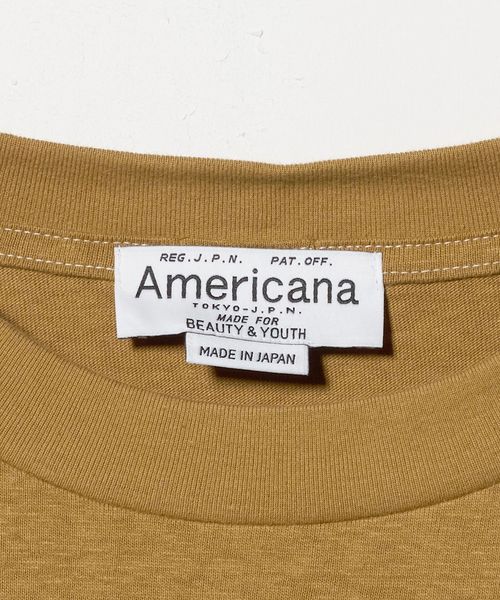 REG.J.P.N. PAT.OFF.
Americana
TOKYO-J.P.N.
MADE FOR
BEAUTY & YOUTH
MADE IN JAPAN